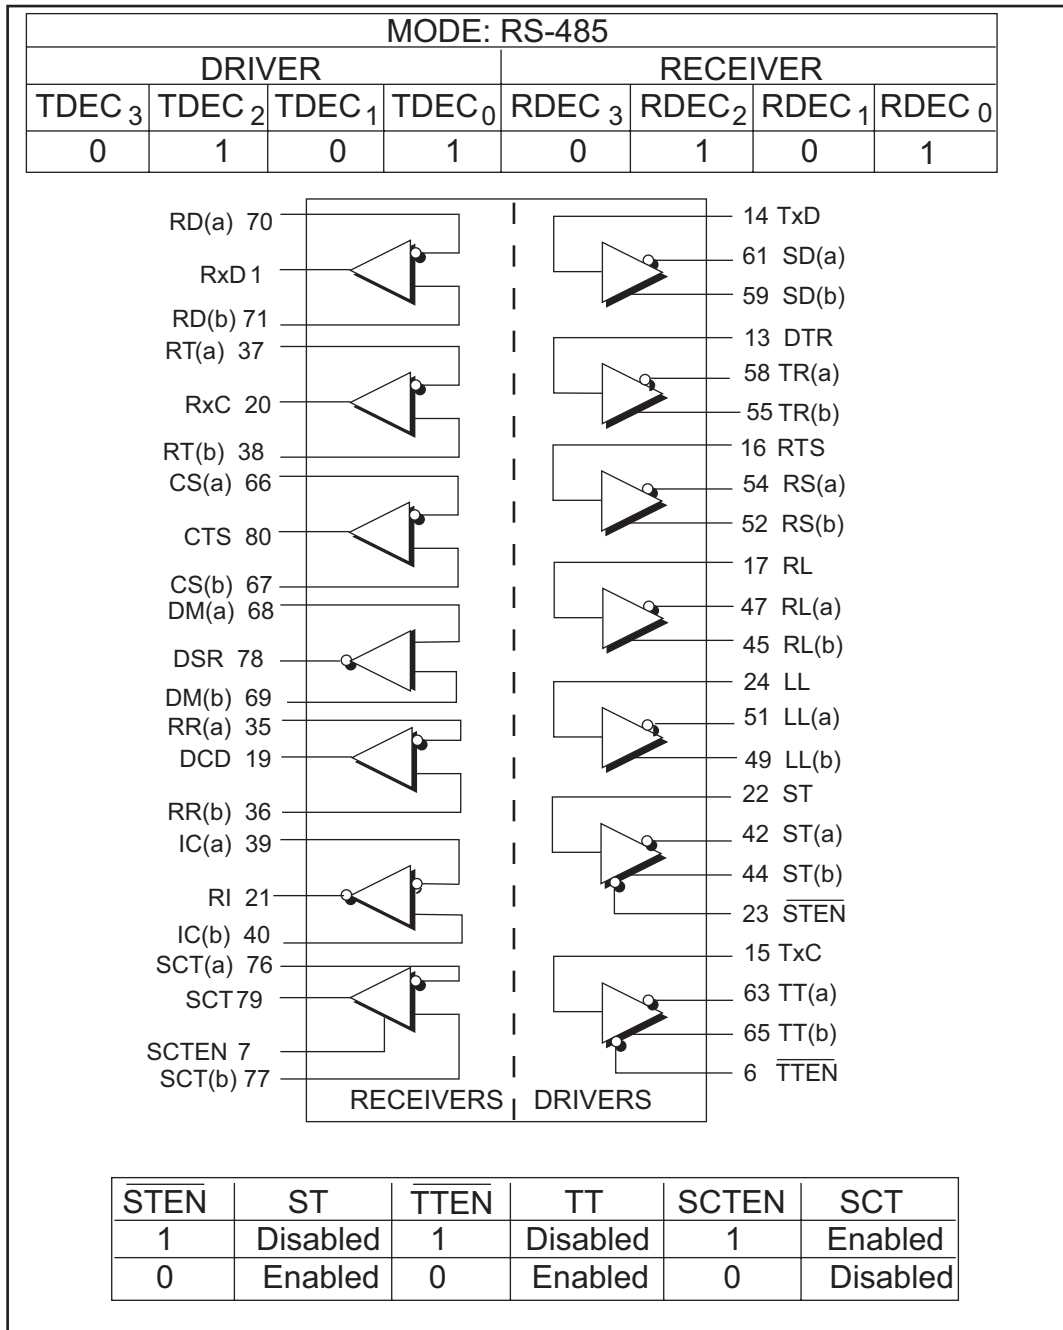 MODE: RS-485
DRIVER RECEIVER
TDEC3 TDEC2 TDEC1 TDEC0 RDEC3 RDEC2 RDEC1 RDEC0
0 1 0 1 0 1 0 1
RD(a) 70
RxD 1
RD(b) 71
RT(a) 37
RxC 20
RT(b) 38
CS(a) 66
CTS 80
CS(b) 67
DM(a) 68
DSR 78
DM(b) 69
RR(a) 35
DCD 19
RR(b) 36
IC(a) 39
RI 21
IC(b) 40
SCT(a) 76
SCT 79
SCTEN 7
SCT(b) 77
14 TxD
61 SD(a)
59 SD(b)
13 DTR
58 TR(a)
55 TR(b)
16 RTS
54 RS(a)
52 RS(b)
17 RL
47 RL(a)
45 RL(b)
24 LL
51 LL(a)
49 LL(b)
22 ST
42 ST(a)
44 ST(b)
23 S̅T̅E̅N̅
15 TxC
63 TT(a)
65 TT(b)
6 T̅T̅E̅N̅
RECEIVERS DRIVERS
S̅T̅E̅N̅ ST T̅T̅E̅N̅ TT SCTEN SCT
1 Disabled 1 Disabled 1 Enabled
0 Enabled 0 Enabled 0 Disabled